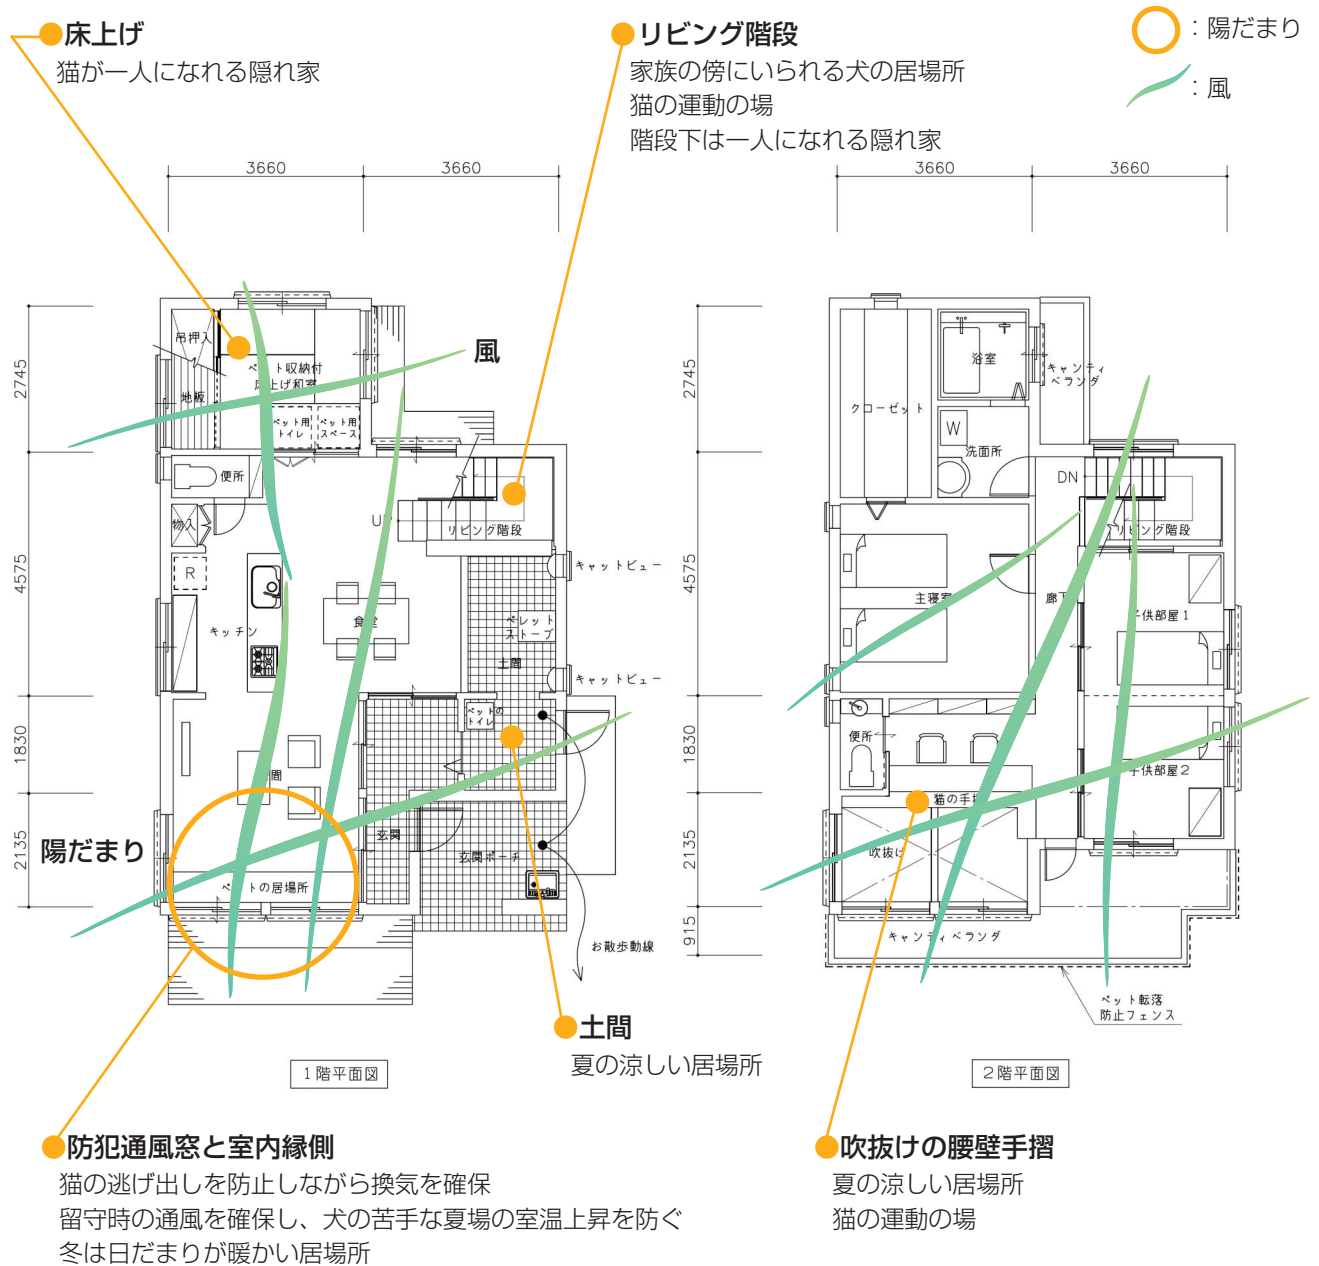 床上げ
猫が一人になれる隠れ家
リビング階段
家族の傍にいられる犬の居場所
猫の運動の場
階段下は一人になれる隠れ家
：陽だまり
：風
3660
3660
3660
3660
2745
4575
1830
2135
吊押入
地板
ペット収納付
床上げ和室
ペット用
トイレ
ペット用
スペース
風
便所
物入
R
UP
リビング階段
キャットビュー
キッチン
食堂
ペレット
ストーブ
土間
キャットビュー
ペットの
トイレ
間
玄関
玄関ポーチ
陽だまり
ペットの居場所
お散歩動線
1階平面図
2745
4575
1830
2135
915
浴室
キャンティ
ベランダ
クローゼット
W
洗面所
DN
リビング階段
主寝室
廊下
子供部屋1
便所
子供部屋2
猫の手摺
吹抜け
キャンティベランダ
ペット転落
防止フェンス
2階平面図
土間
夏の涼しい居場所
防犯通風窓と室内縁側
猫の逃げ出しを防止しながら換気を確保
留守時の通風を確保し、犬の苦手な夏場の室温上昇を防ぐ
冬は日だまりが暖かい居場所
吹抜けの腰壁手摺
夏の涼しい居場所
猫の運動の場